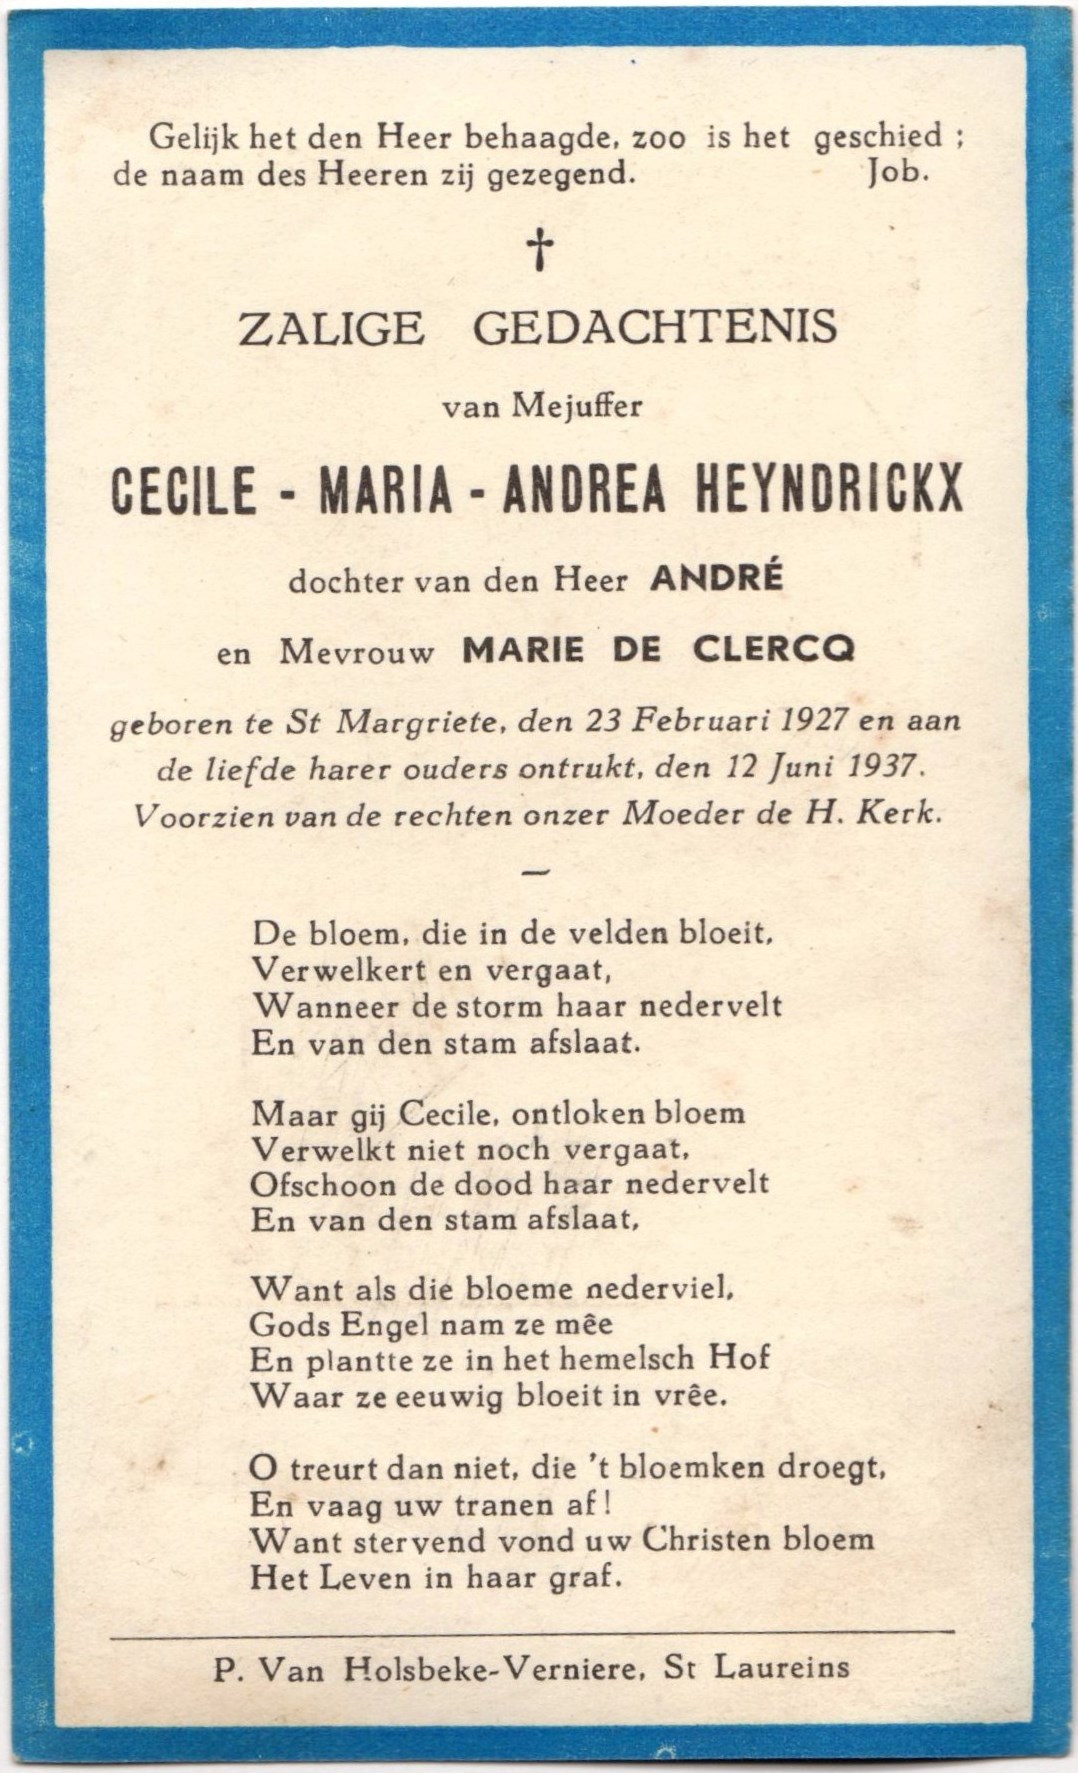 Gelijk het den Heer behaagde, zoo is het geschied ;
de naam des Heeren zij gezegend. Job.
†
ZALIGE GEDACHTENIS
van Mejuffer
CECILE - MARIA - ANDREA HEYNDRICKX
dochter van den Heer ANDRÉ
en Mevrouw MARIE DE CLERCQ
geboren te St Margriete, den 23 Februari 1927 en aan
de liefde harer ouders ontrukt, den 12 Juni 1937.
Voorzien van de rechten onzer Moeder de H. Kerk.
—
De bloem, die in de velden bloeit,
Verwelkert en vergaat,
Wanneer de storm haar nedervelt
En van den stam afslaat.
Maar gij Cecile, ontloken bloem
Verwelkt niet noch vergaat,
Ofschoon de dood haar nedervelt
En van den stam afslaat,
Want als die bloeme nederviel,
Gods Engel nam ze mêe
En plantte ze in het hemelsch Hof
Waar ze eeuwig bloeit in vrêe.
O treurt dan niet, die 't bloemken droegt,
En vaag uw tranen af!
Want stervend vond uw Christen bloem
Het Leven in haar graf.
P. Van Holsbeke-Verniere, St Laureins